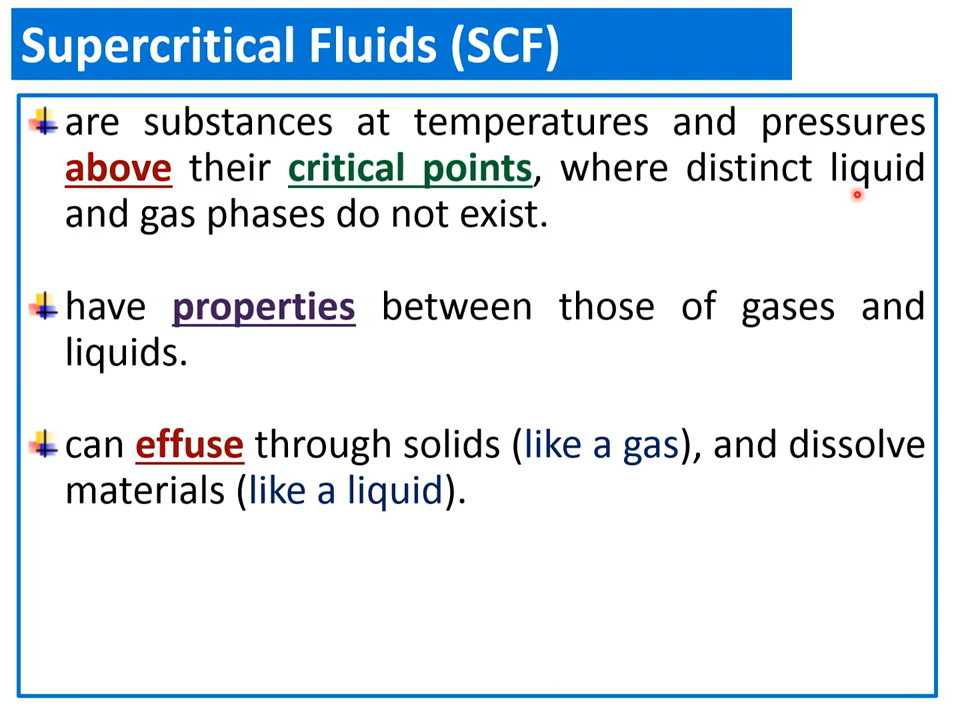 Supercritical Fluids (SCF)
are substances at temperatures and pressures
above their critical points, where distinct liquid
and gas phases do not exist.
have properties between those of gases and
liquids.
can effuse through solids (like a gas), and dissolve
materials (like a liquid).